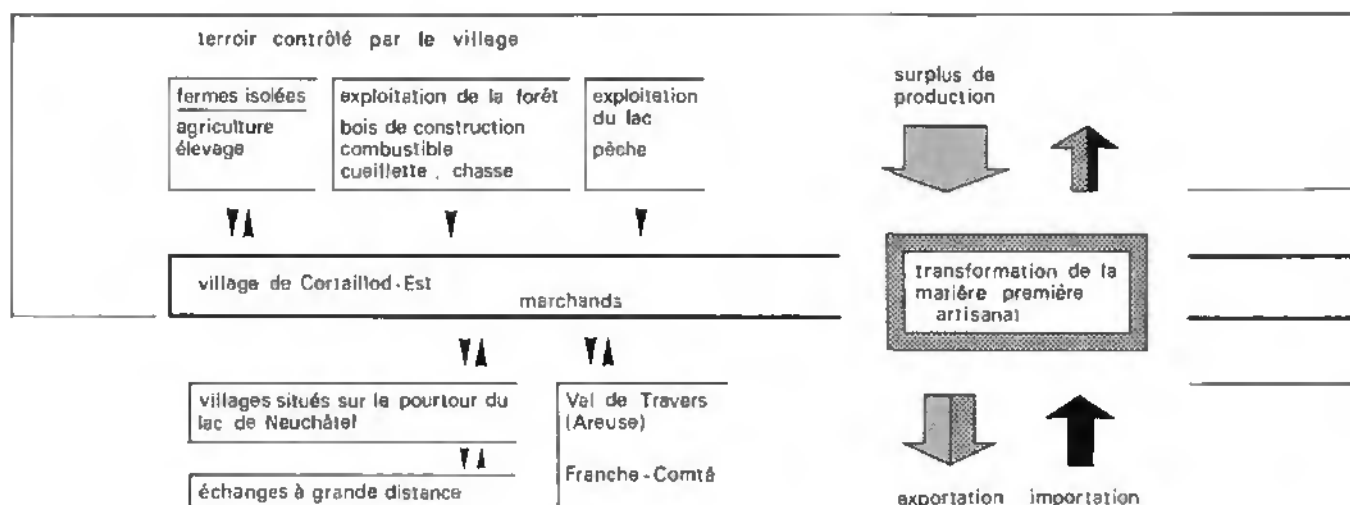 terroir contrôlé par le village
fermes isolées
agriculture
élevage
exploitation de la forêt
bois de construction
combustible
cueillette , chasse
exploitation
du lac
pêche
surplus de
production
village de Cortaillod-Est
marchands
transformation de la
matière première
artisanat
villages situés sur le pourtour du
lac de Neuchâtel
échanges à grande distance
Val de Travers
(Areuse)
Franche-Comté
exportation
importation